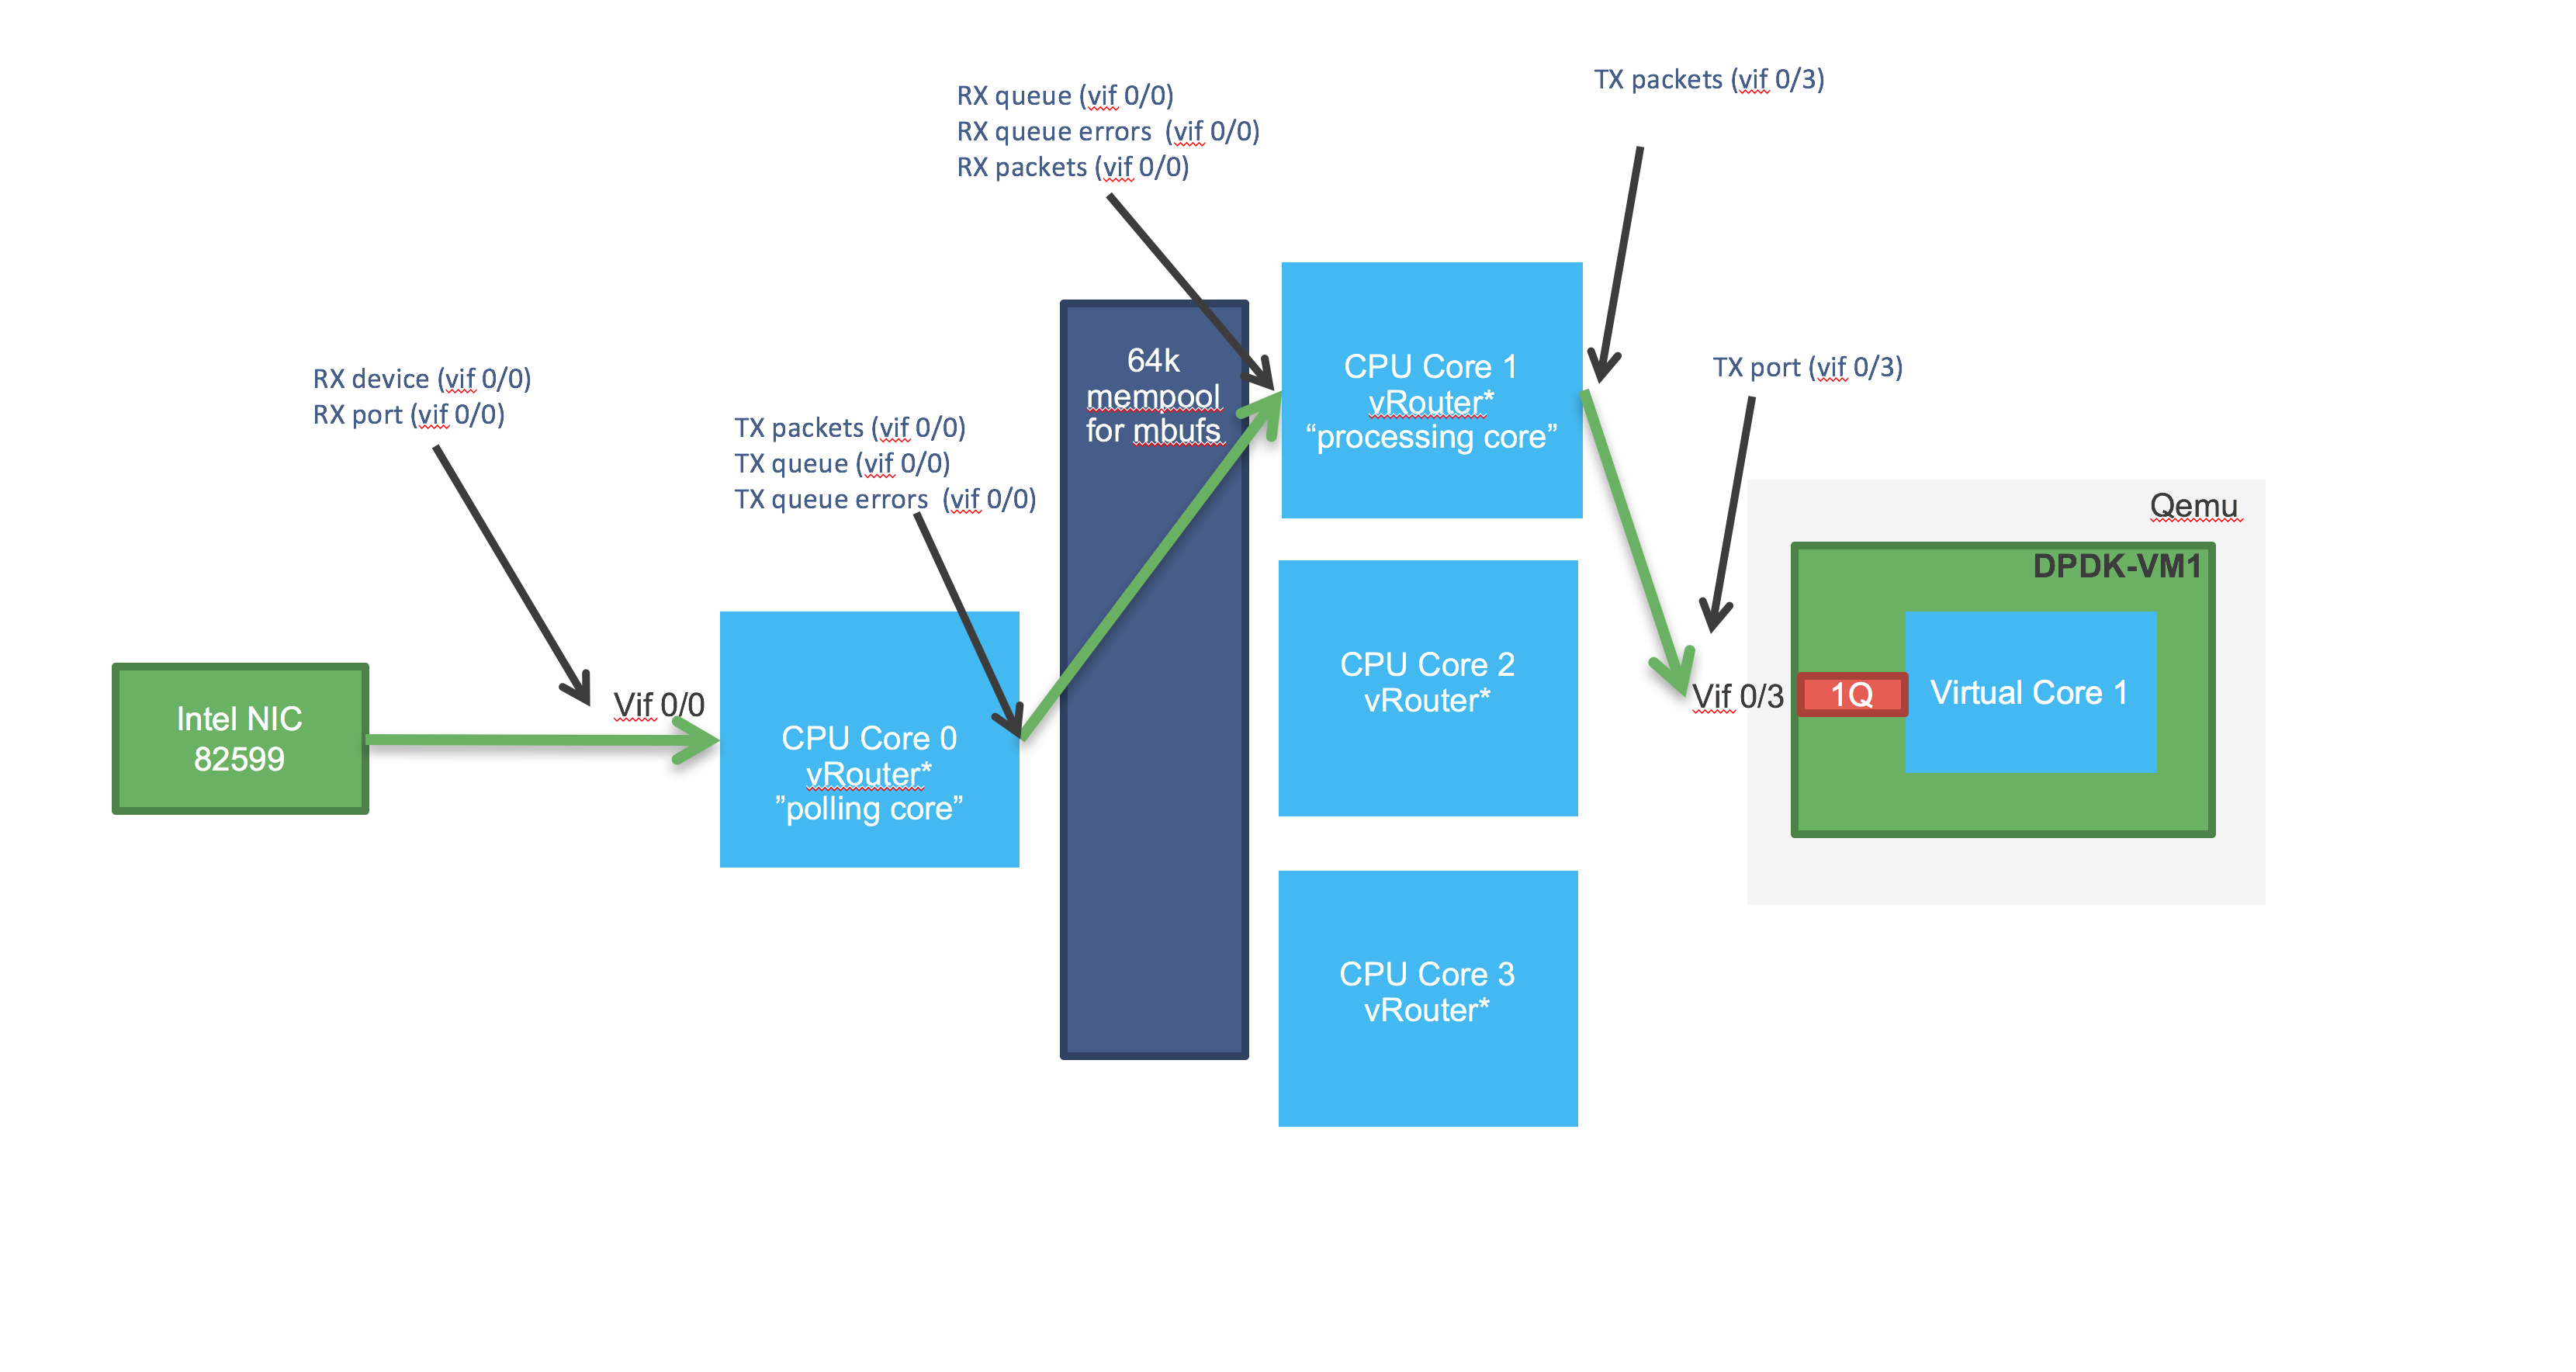 TX packets (vif 0/3)
RX queue (vif 0/0)
RX queue errors  (vif 0/0)
RX packets (vif 0/0)
RX device (vif 0/0)
RX port (vif 0/0)
TX packets (vif 0/0)
TX queue (vif 0/0)
TX queue errors  (vif 0/0)
64k
mempool
for mbufs
CPU Core 1
vRouter*
“processing core”
TX port (vif 0/3)
Qemu
DPDK-VM1
Intel NIC
82599
Vif 0/0
CPU Core 0
vRouter*
”polling core”
CPU Core 2
vRouter*
Vif 0/3
1Q
Virtual Core 1
CPU Core 3
vRouter*